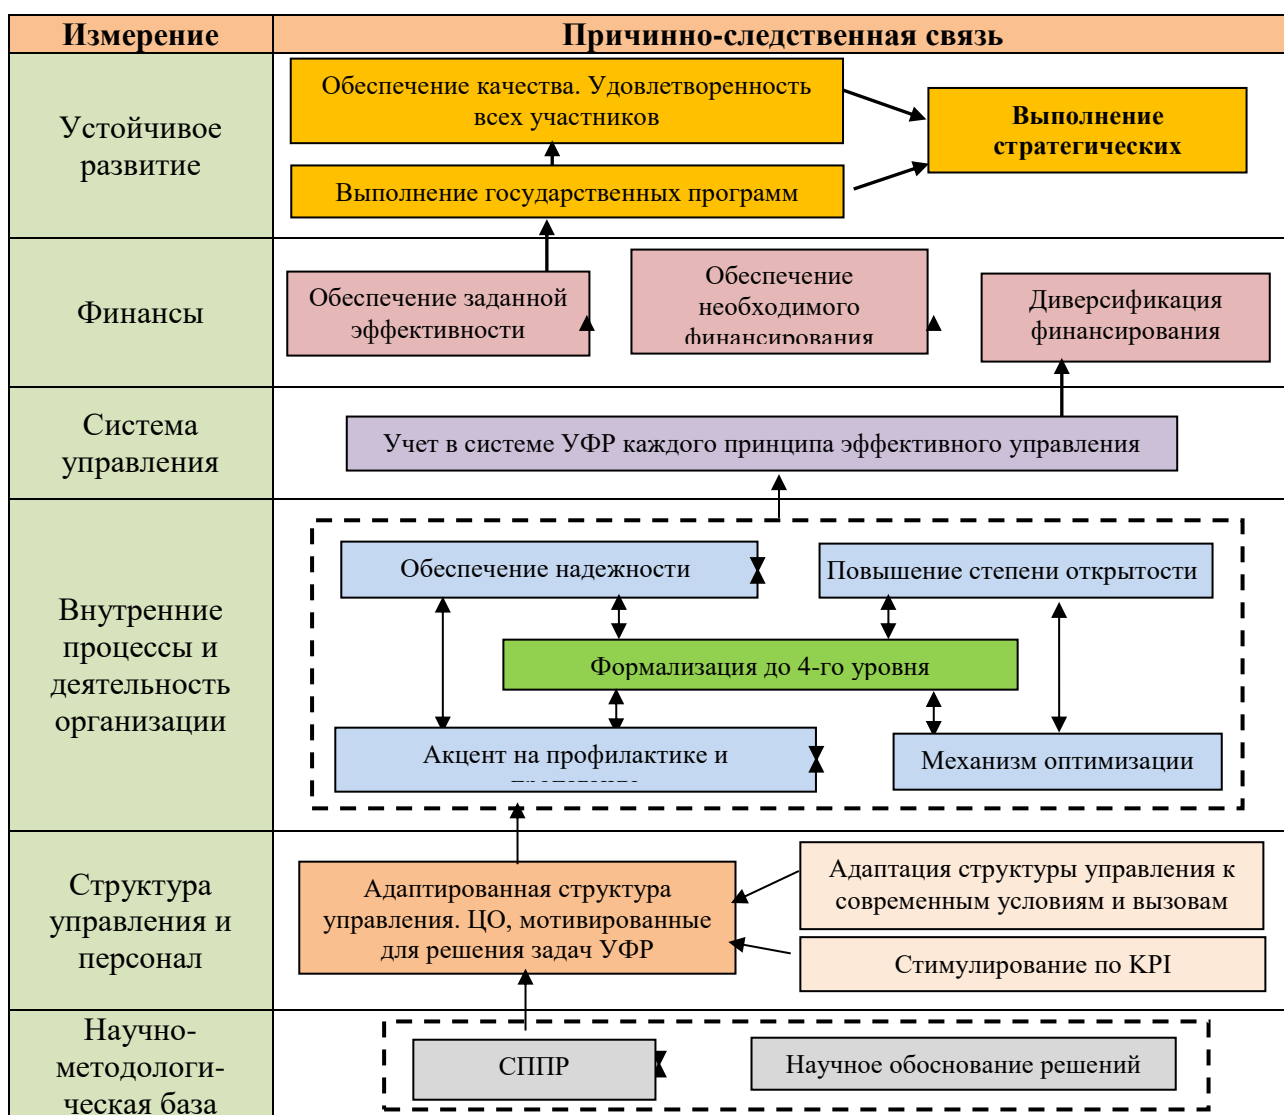 Измерение
Причинно-следственная связь
Устойчивое
развитие
Обеспечение качества. Удовлетворенность
всех участников
Выполнение
стратегических
Выполнение государственных программ
Финансы
Обеспечение заданной
эффективности
Обеспечение
необходимого
финансирования
Диверсификация
финансирования
Система
управления
Учет в системе УФР каждого принципа эффективного управления
Внутренние
процессы и
деятельность
организации
Обеспечение надежности
Повышение степени открытости
Формализация до 4-го уровня
Акцент на профилактике и
Механизм оптимизации
Структура
управления и
персонал
Адаптированная структура
управления. ЦО, мотивированные
для решения задач УФР
Адаптация структуры управления к
современным условиям и вызовам
Стимулирование по KPI
Научно-
методологи-
ческая база
СППР
Научное обоснование решений